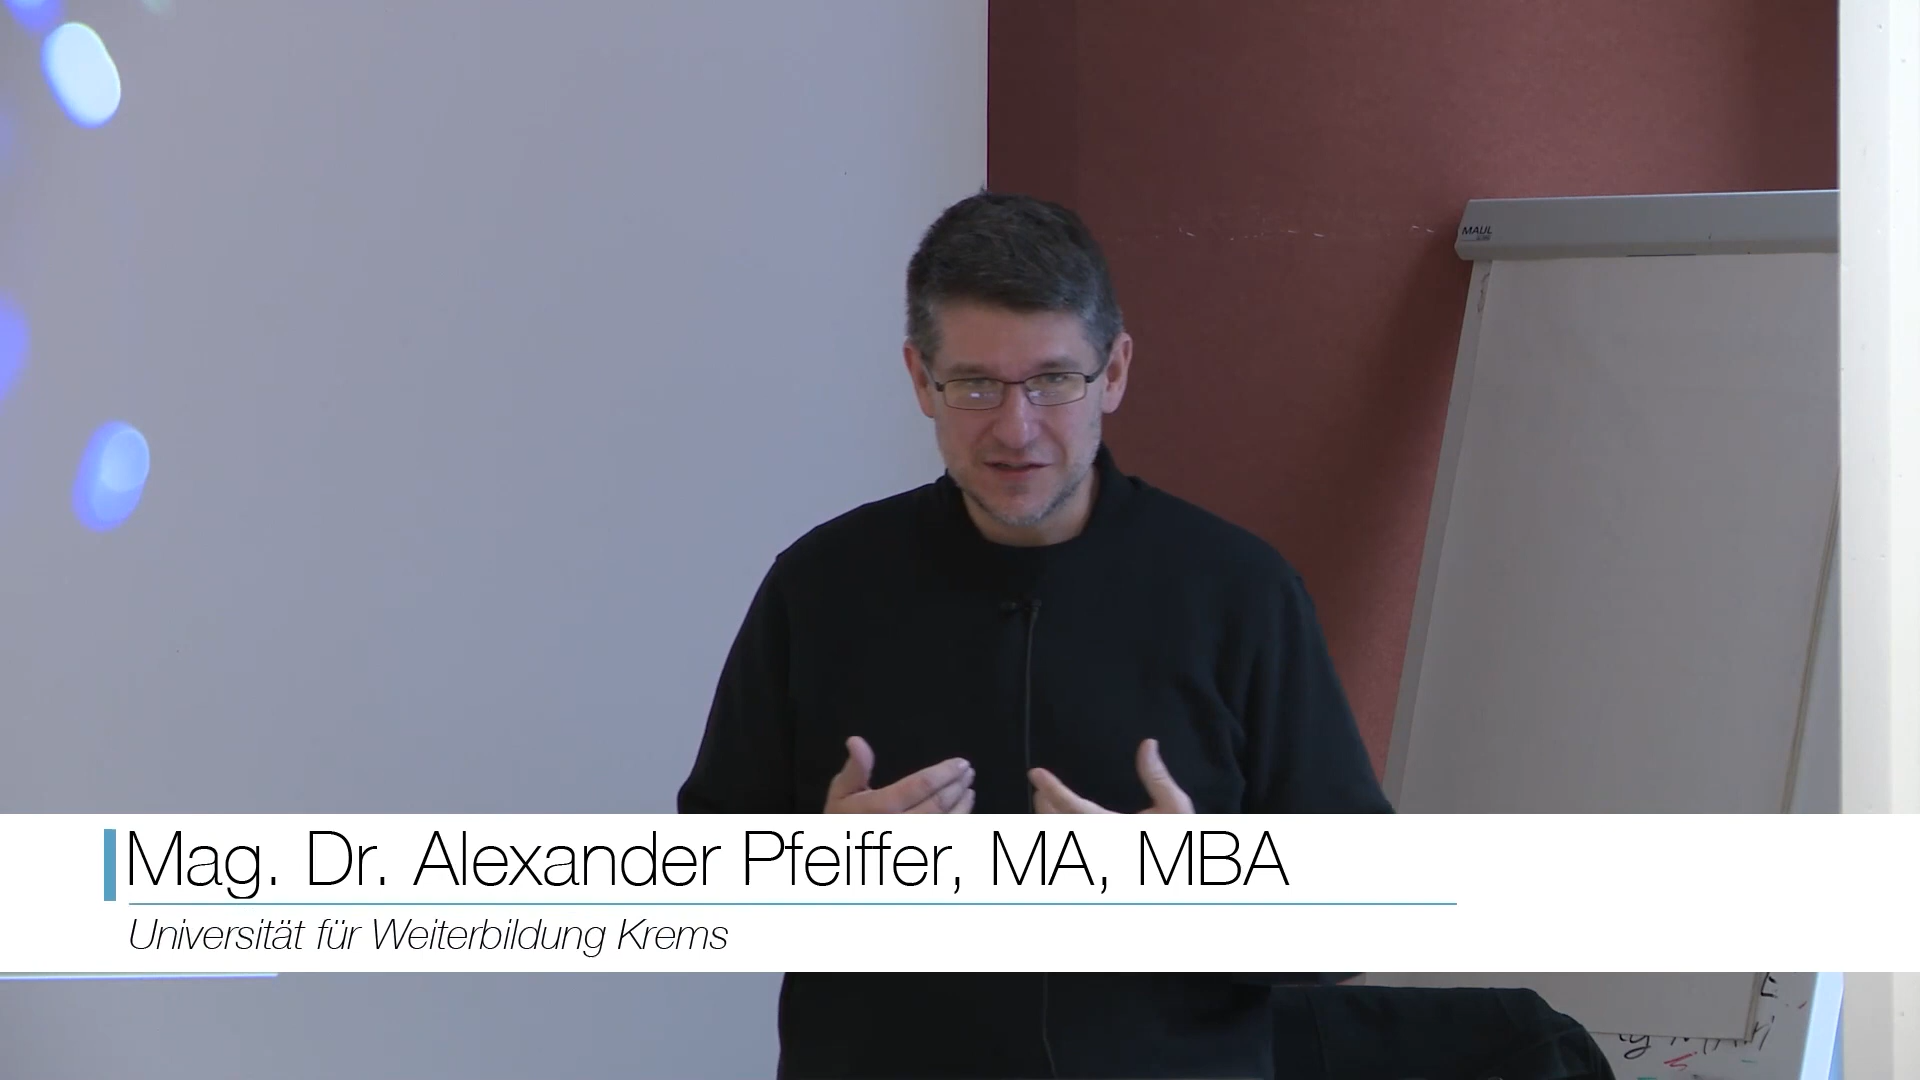 MAUL
Mag. Dr. Alexander Pfeiffer, MA, MBA
Universität für Weiterbildung Krems